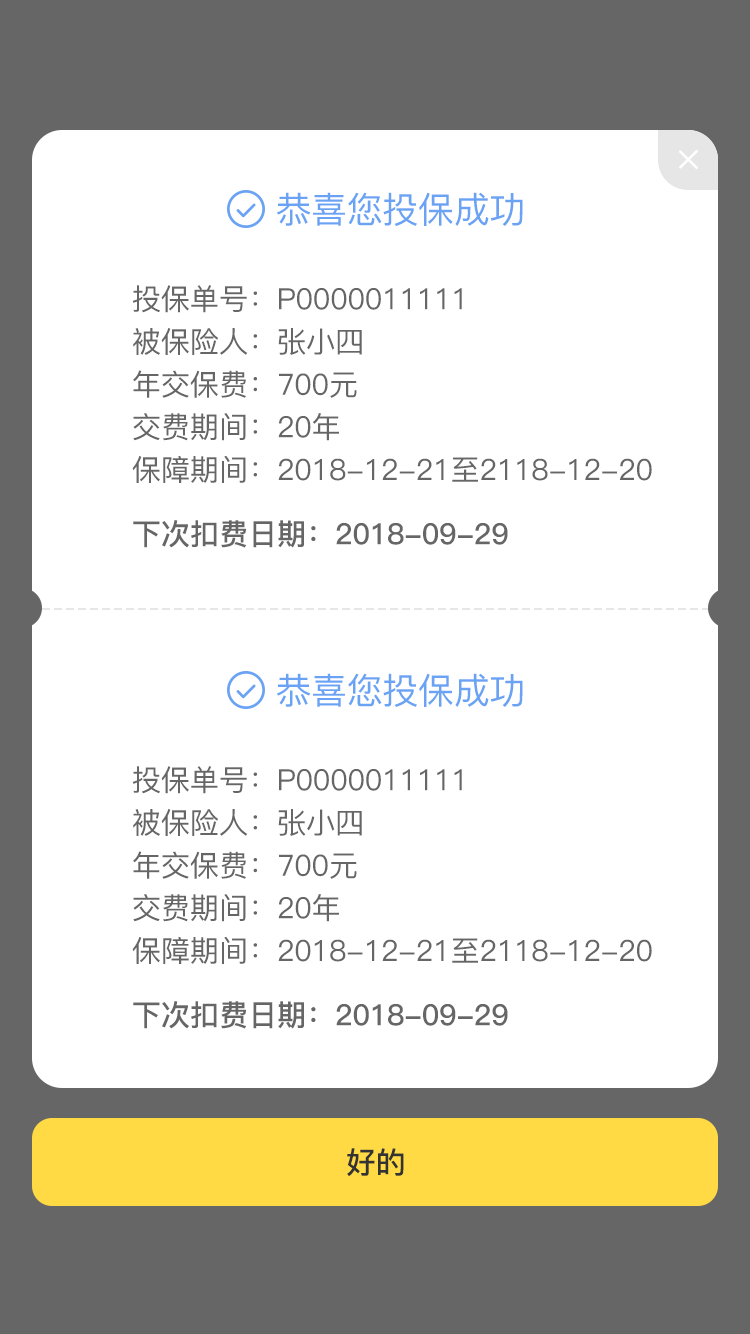 恭喜您投保成功
投保单号：P0000011111
被保险人：张小四
年交保费：700元
交费期间：20年
保障期间：2018-12-21至2118-12-20
下次扣费日期：2018-09-29
恭喜您投保成功
投保单号：P0000011111
被保险人：张小四
年交保费：700元
交费期间：20年
保障期间：2018-12-21至2118-12-20
下次扣费日期：2018-09-29
好的